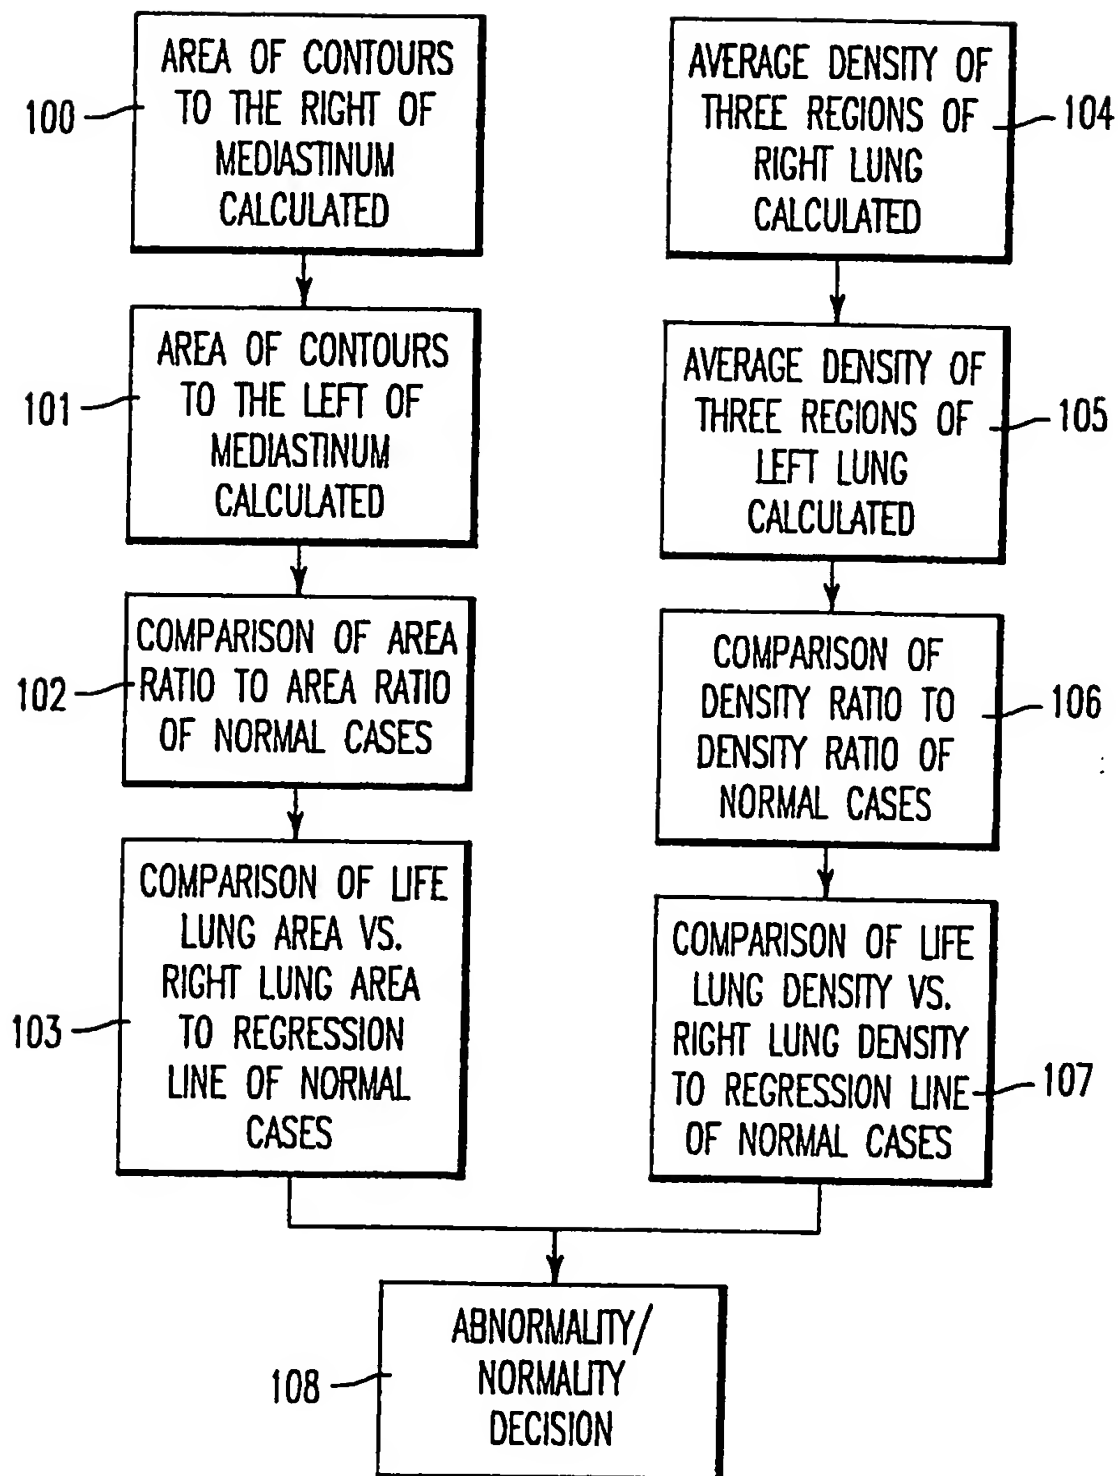 100
AREA OF CONTOURS
TO THE RIGHT OF
MEDIASTINUM
CALCULATED
101
AREA OF CONTOURS
TO THE LEFT OF
MEDIASTINUM
CALCULATED
102
COMPARISON OF AREA
RATIO TO AREA RATIO
OF NORMAL CASES
103
COMPARISON OF LIFE
LUNG AREA VS.
RIGHT LUNG AREA
TO REGRESSION
LINE OF NORMAL
CASES
AVERAGE DENSITY OF
THREE REGIONS OF
RIGHT LUNG
CALCULATED
104
AVERAGE DENSITY OF
THREE REGIONS OF
LEFT LUNG
CALCULATED
105
COMPARISON OF
DENSITY RATIO TO
DENSITY RATIO OF
NORMAL CASES
106
COMPARISON OF LIFE
LUNG DENSITY VS.
RIGHT LUNG DENSITY
TO REGRESSION LINE
OF NORMAL CASES
107
108
ABNORMALITY/
NORMALITY
DECISION